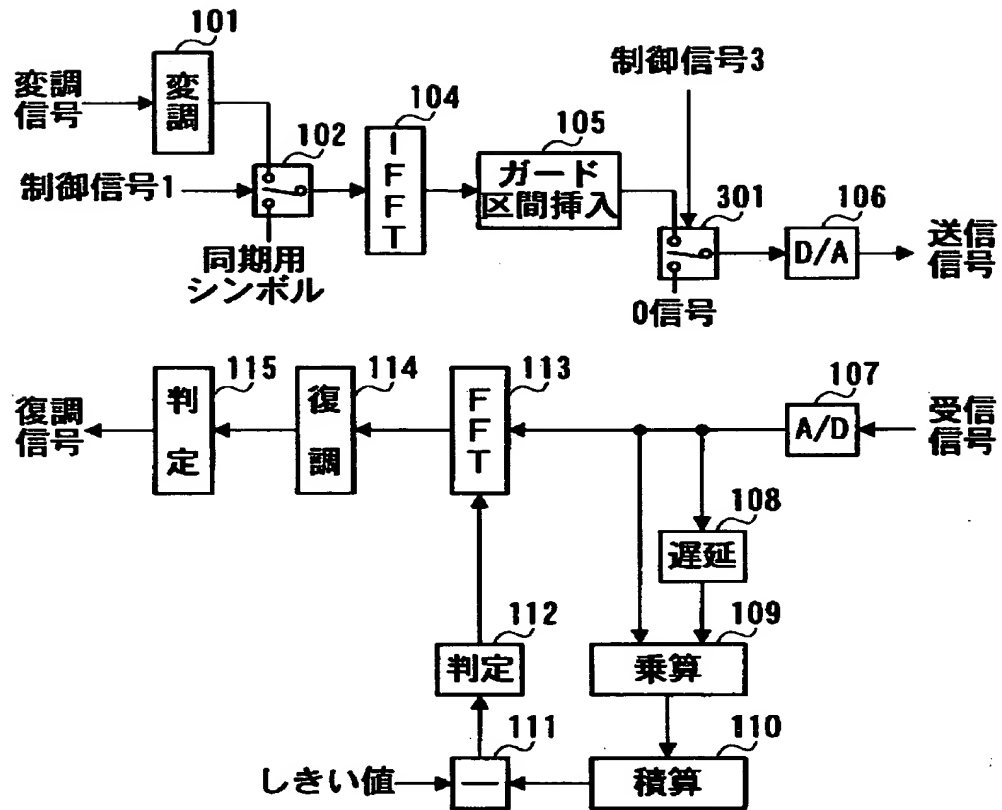 101
変調
信号
変調
制御信号1
102
同期用
シンボル
104
IFFT
105
ガード
区間挿入
制御信号3
301
0信号
106
D/A
送信
信号
復調
信号
115
判定
114
復調
113
FFT
107
A/D
受信
信号
108
遅延
109
乗算
112
判定
111
しきい値
—
110
積算